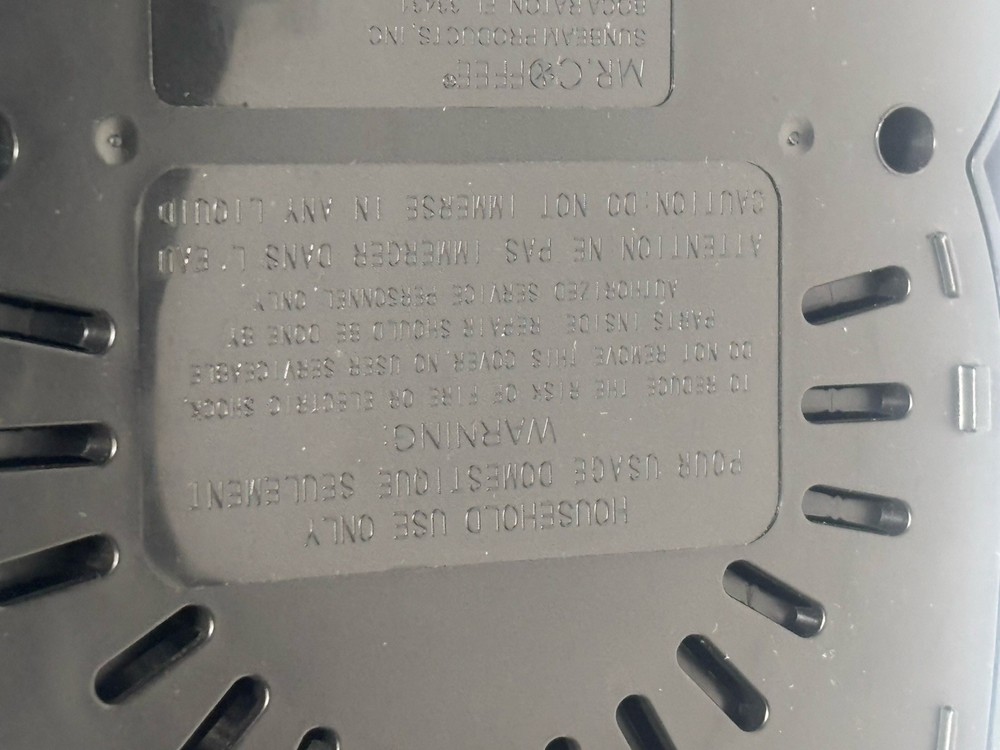 HOUSEHOLD USE ONLY
POUR USAGE DOMESTIQUE SEULEMENT
WARNING:
TO REDUCE THE RISK OF FIRE OR ELECTRIC SHOCK,
DO NOT REMOVE THIS COVER NO USER SERVICEABLE
PARTS INSIDE REPAIR SHOULD BE DONE BY
AUTHORIZED SERVICE PERSONNEL ONLY
ATTENTION NE PAS IMMERGER DANS L'EAU
CAUTION:DO NOT IMMERSE IN ANY LIQUID
MR.COFFEE®
SUNBEAM PRODUCTS, INC
BOCA RATON, FL 33431